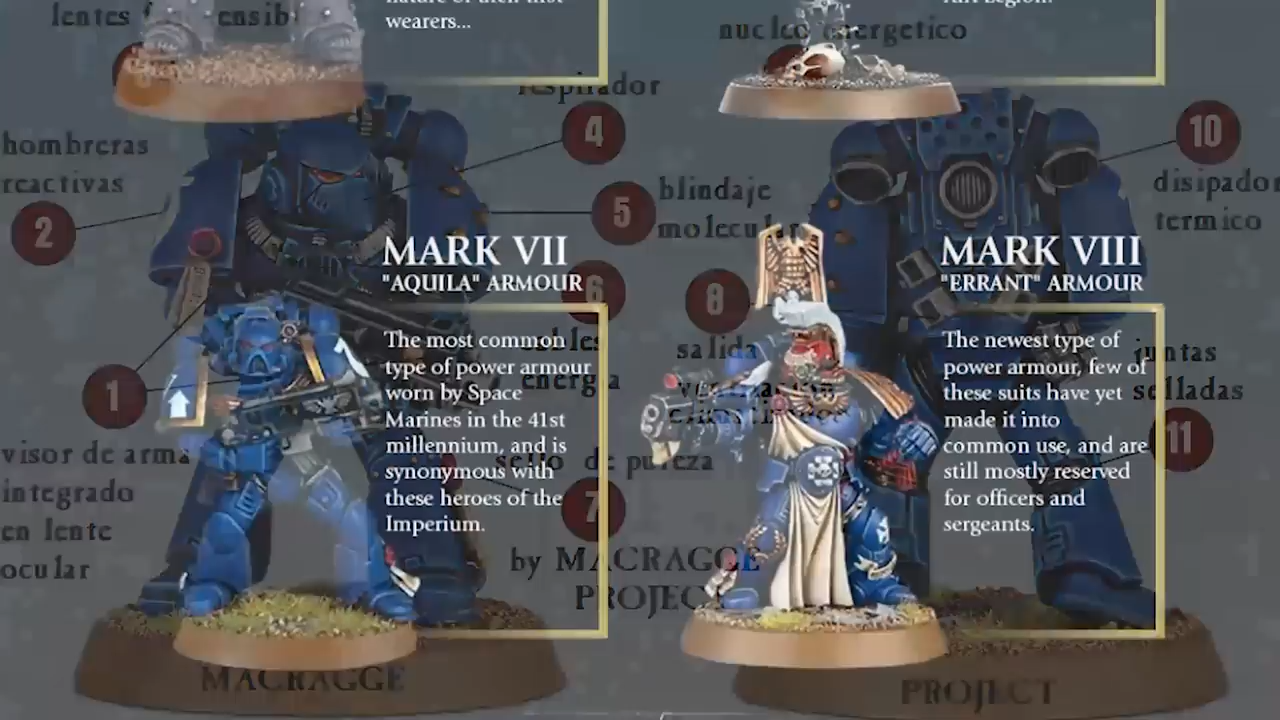 lentes
wearers...
nucleo energetico
respirador
4
10
hombreras
reactivas
2
5
blindaje
molecular
disipador
termico
MARK VII
"AQUILA" ARMOUR
MARK VIII
"ERRANT" ARMOUR
6
8
The most common
type of power armour
worn by Space
Marines in the 41st
millennium, and is
synonymous with
these heroes of the
Imperium.
salida
energia
The newest type of
power armour, few of
these suits have yet
made it into
common use, and are
still mostly reserved
for officers and
sergeants.
juntas
selladas
1
11
visor de arma
integrado
en lente
ocular
sello de pureza
7
by MACRAGGE
PROJECT
MACRAGGE
PROJECT